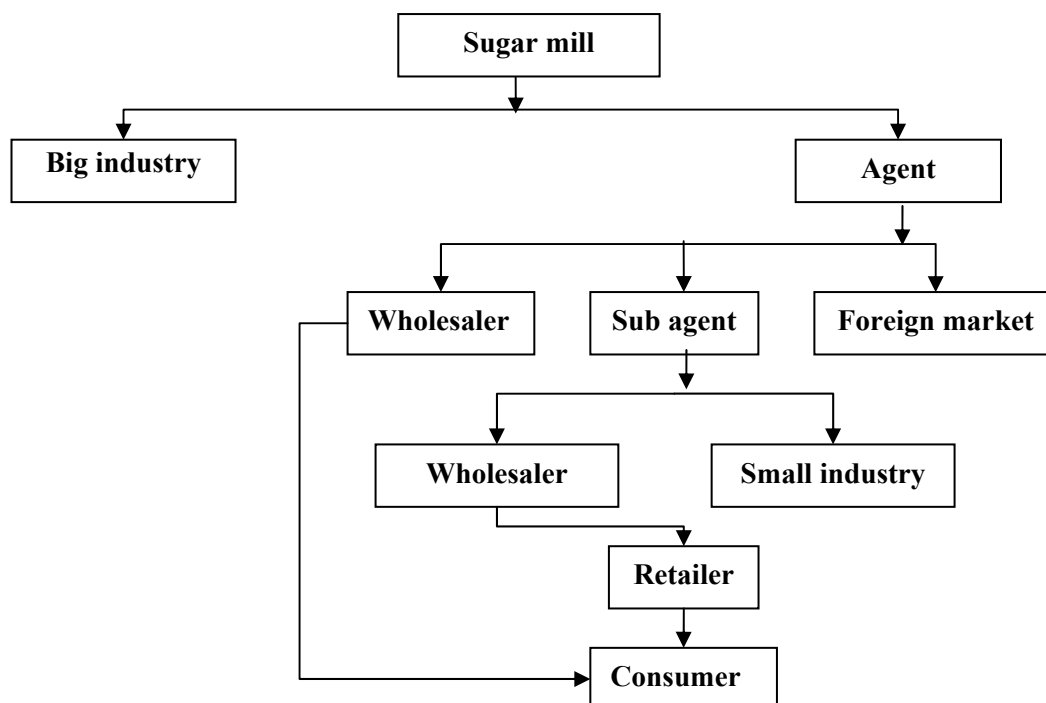 Sugar mill
Big industry
Agent
Wholesaler
Sub agent
Foreign market
Wholesaler
Small industry
Retailer
Consumer